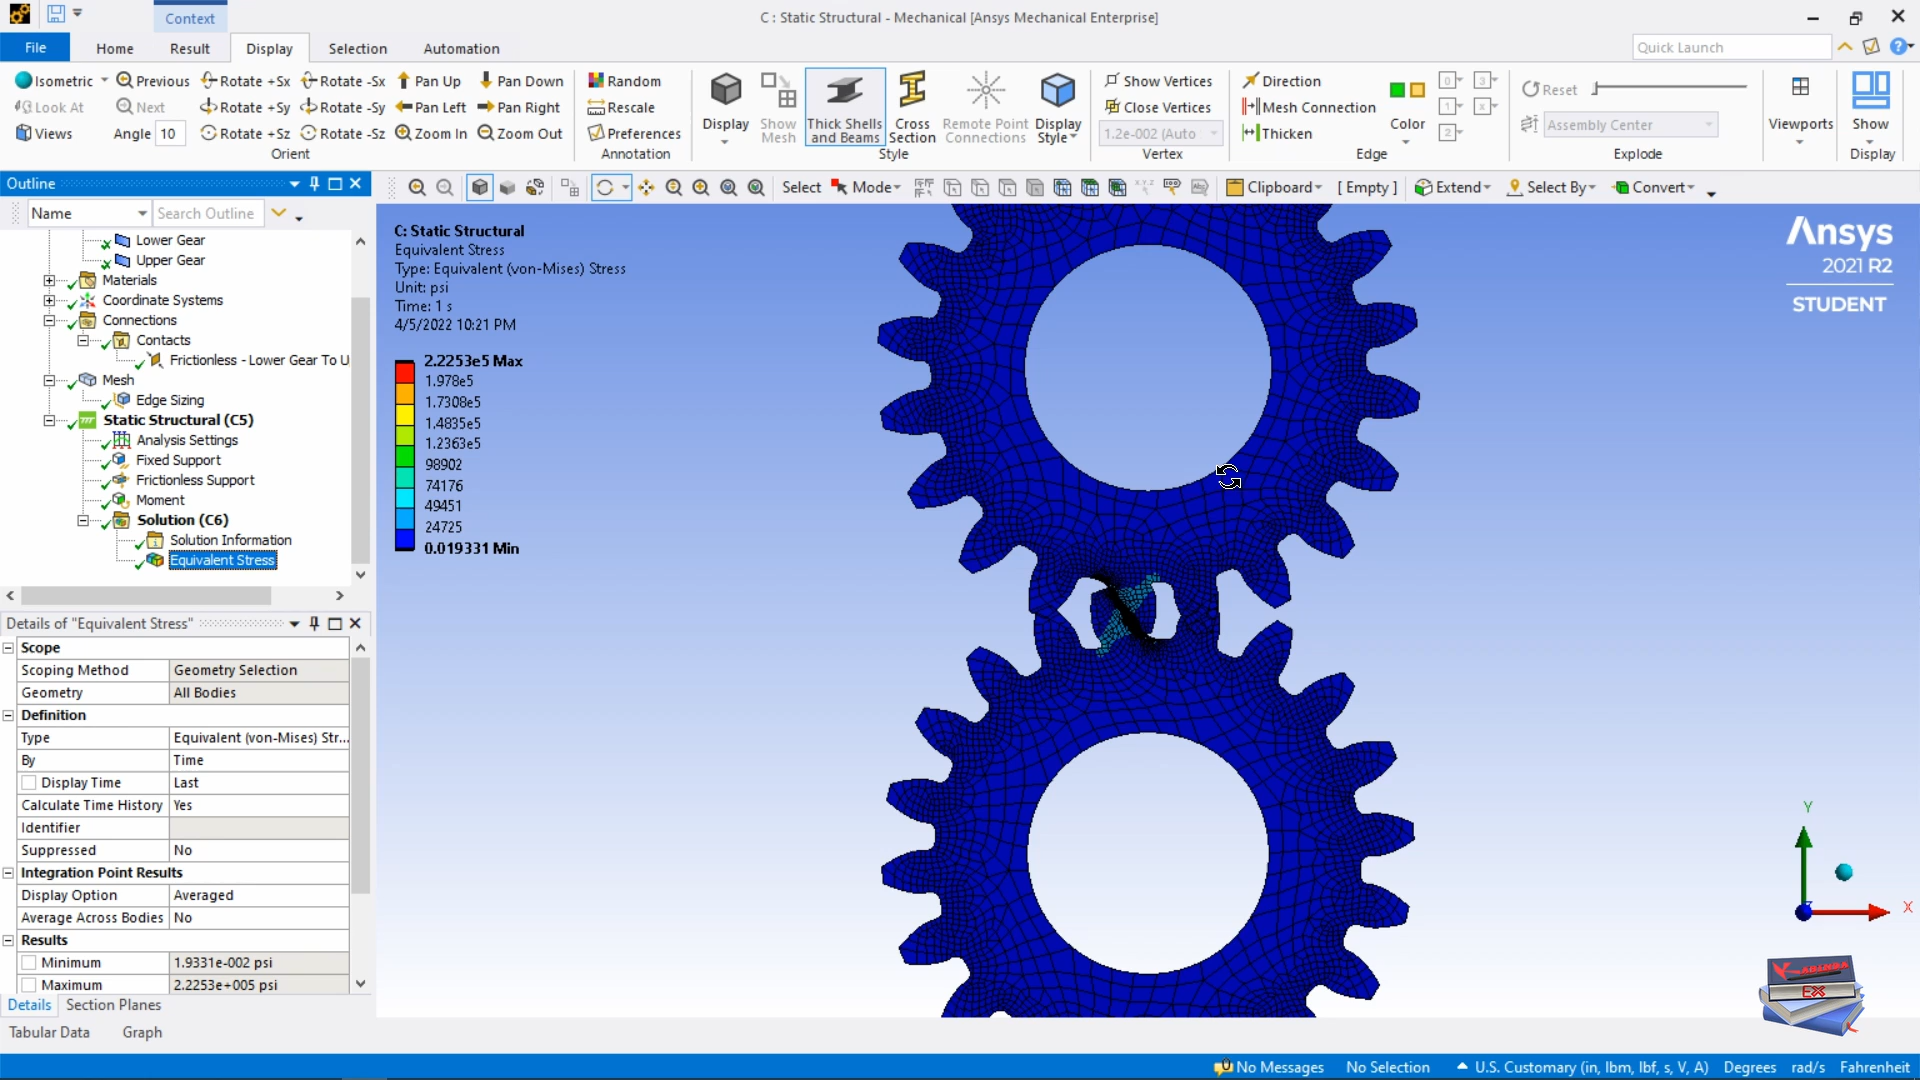 Context
C : Static Structural - Mechanical [Ansys Mechanical Enterprise]
File
Home
Result
Display
Selection
Automation
Quick Launch
Isometric
Previous
Rotate +Sx
Rotate -Sx
Pan Up
Pan Down
Look At
Next
Rotate +Sy
Rotate -Sy
Pan Left
Pan Right
Views
Angle 10
Rotate +Sz
Rotate -Sz
Zoom In
Zoom Out
Orient
Random
Rescale
Preferences
Annotation
Display
Show Mesh
Thick Shells and Beams
Cross Section
Remote Point Connections
Display Style
Style
Show Vertices
Close Vertices
1.2e-002 (Auto
Vertex
Direction
Mesh Connection
Thicken
Color
Edge
Reset
Assembly Center
Explode
Viewports
Show
Display
Outline
Select
Mode
Clipboard
[ Empty ]
Extend
Select By
Convert
Name
Search Outline
Lower Gear
Upper Gear
Materials
Coordinate Systems
Connections
Contacts
Frictionless - Lower Gear To U
Mesh
Edge Sizing
Static Structural (C5)
Analysis Settings
Fixed Support
Frictionless Support
Moment
Solution (C6)
Solution Information
Equivalent Stress
C: Static Structural
Equivalent Stress
Type: Equivalent (von-Mises) Stress
Unit: psi
Time: 1 s
4/5/2022 10:21 PM
2.2253e5 Max
1.978e5
1.7308e5
1.4835e5
1.2363e5
98902
74176
49451
24725
0.019331 Min
Ansys
2021 R2
STUDENT
Y
X
EX
Details of "Equivalent Stress"
Scope
Scoping Method Geometry Selection
Geometry All Bodies
Definition
Type Equivalent (von-Mises) Str...
By Time
Display Time Last
Calculate Time History Yes
Identifier
Suppressed No
Integration Point Results
Display Option Averaged
Average Across Bodies No
Results
Minimum 1.9331e-002 psi
Maximum 2.2253e+005 psi
Details
Section Planes
Tabular Data
Graph
No Messages
No Selection
U.S. Customary (in, lbm, lbf, s, V, A)
Degrees
rad/s
Fahrenheit